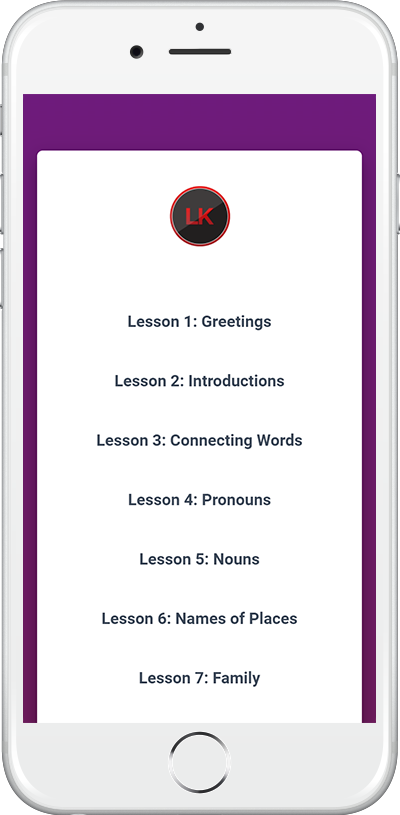 LK
Lesson 1: Greetings
Lesson 2: Introductions
Lesson 3: Connecting Words
Lesson 4: Pronouns
Lesson 5: Nouns
Lesson 6: Names of Places
Lesson 7: Family